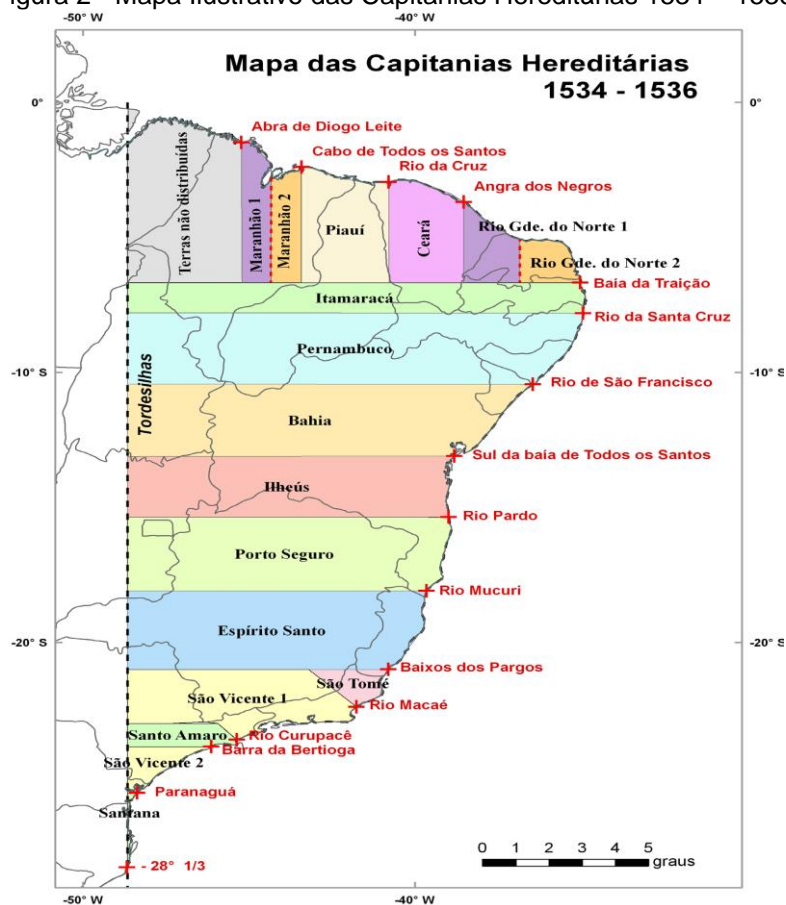 Figura 2 - Mapa Ilustrativo das Capitanias Hereditárias 1534 – 1536
-50° W
-40° W
Mapa das Capitanias Hereditárias
1534 - 1536
0°
0°
Abra de Diogo Leite
Cabo de Todos os Santos
Rio da Cruz
Angra dos Negros
Terras não distribuídas
Maranhão 1
Maranhão 2
Piauí
Ceará
Rio Gde. do Norte 1
Rio Gde. do Norte 2
Baía da Traição
Itamaracá
Rio da Santa Cruz
Pernambuco
-10° S
-10° S
Rio de São Francisco
Tordesilhas
Bahia
Sul da baía de Todos os Santos
Ilheús
Rio Pardo
Porto Seguro
Rio Mucuri
Espírito Santo
-20° S
-20° S
Baixos dos Pargos
São Tomé
São Vicente 1
Rio Macaé
Santo Amaro
Rio Curupacê
Barra da Bertioga
São Vicente 2
Paranaguá
Santana
- 28° 1/3
0 1 2 3 4 5
graus
-50° W
-40° W